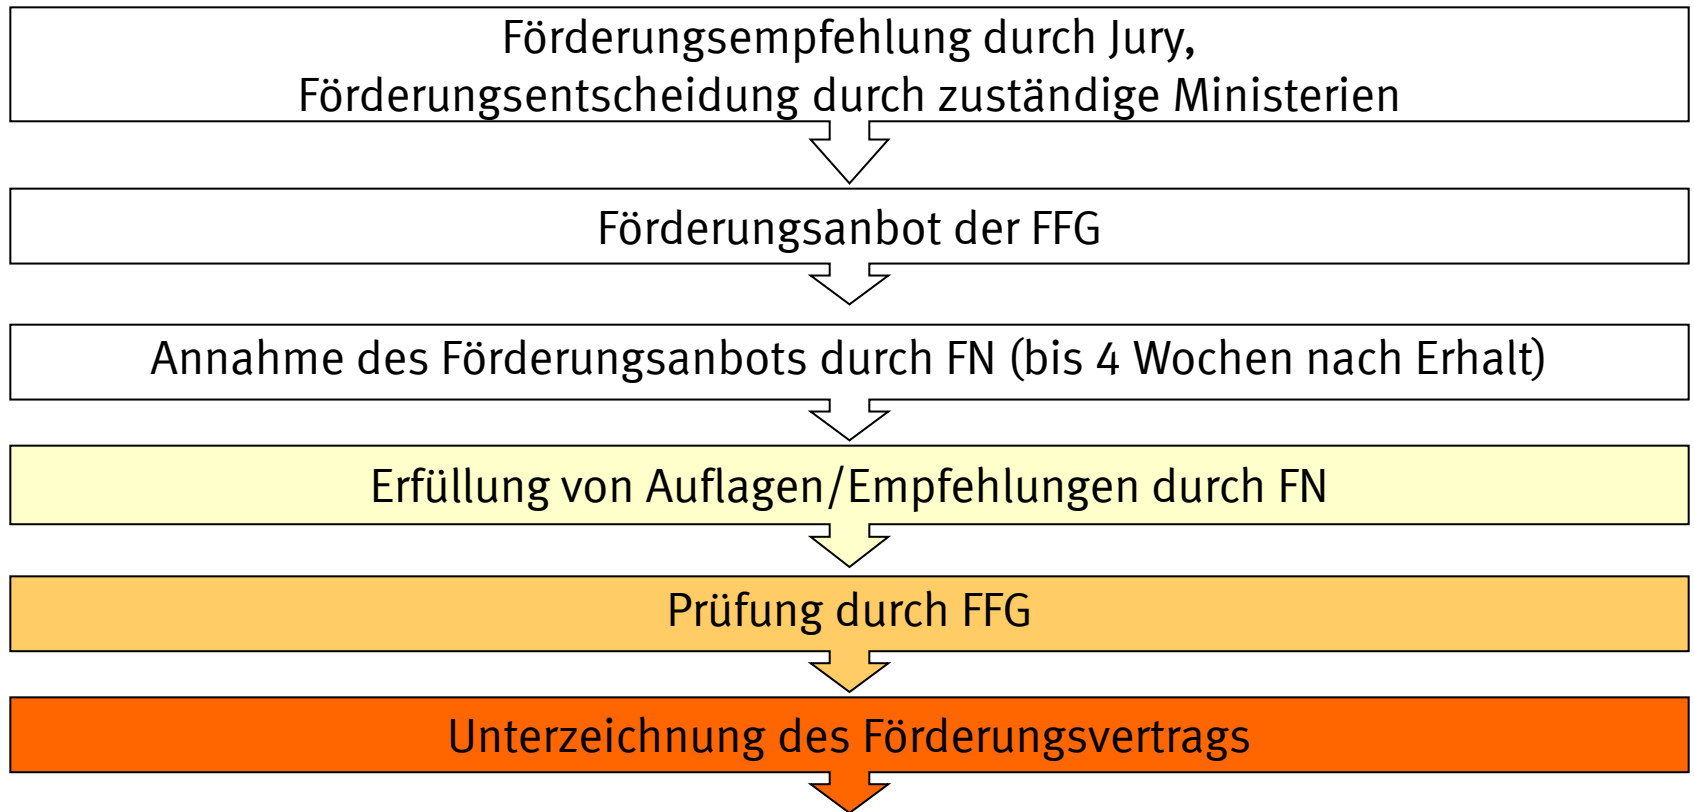 Förderungsempfehlung durch Jury,
Förderungsentscheidung durch zuständige Ministerien
Förderungsanbot der FFG
Annahme des Förderungsanbots durch FN (bis 4 Wochen nach Erhalt)
Erfüllung von Auflagen/Empfehlungen durch FN
Prüfung durch FFG
Unterzeichnung des Förderungsvertrags